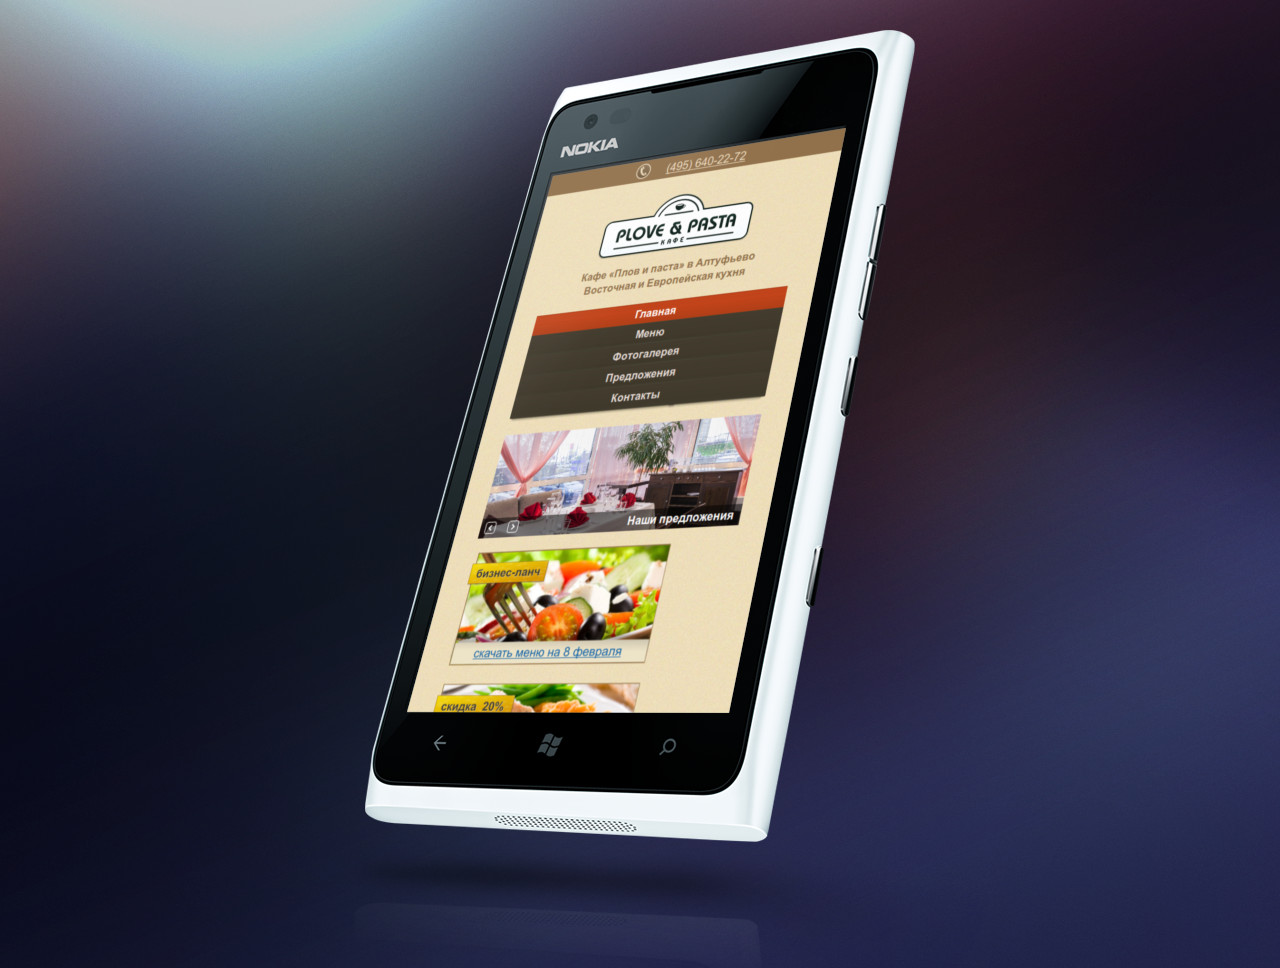 NOKIA
(495) 640-22-72
PLOVE & PASTA
КАФЕ
Кафе «Плов и паста» в Алтуфьево
Восточная и Европейская кухня
Главная
Меню
Фотогалерея
Предложения
Контакты
Наши предложения
бизнес-ланч
скачать меню на 8 февраля
скидка 20%